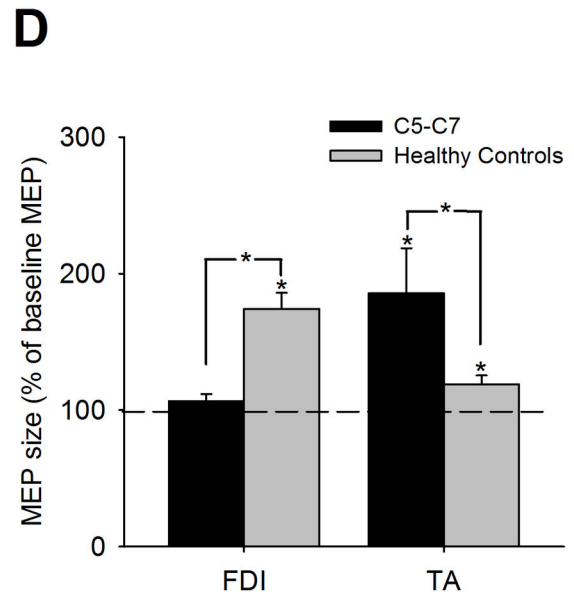 D
C5-C7
Healthy Controls
MEP size (% of baseline MEP)
300
200
100
0
*
*
*
*
*
FDI
TA